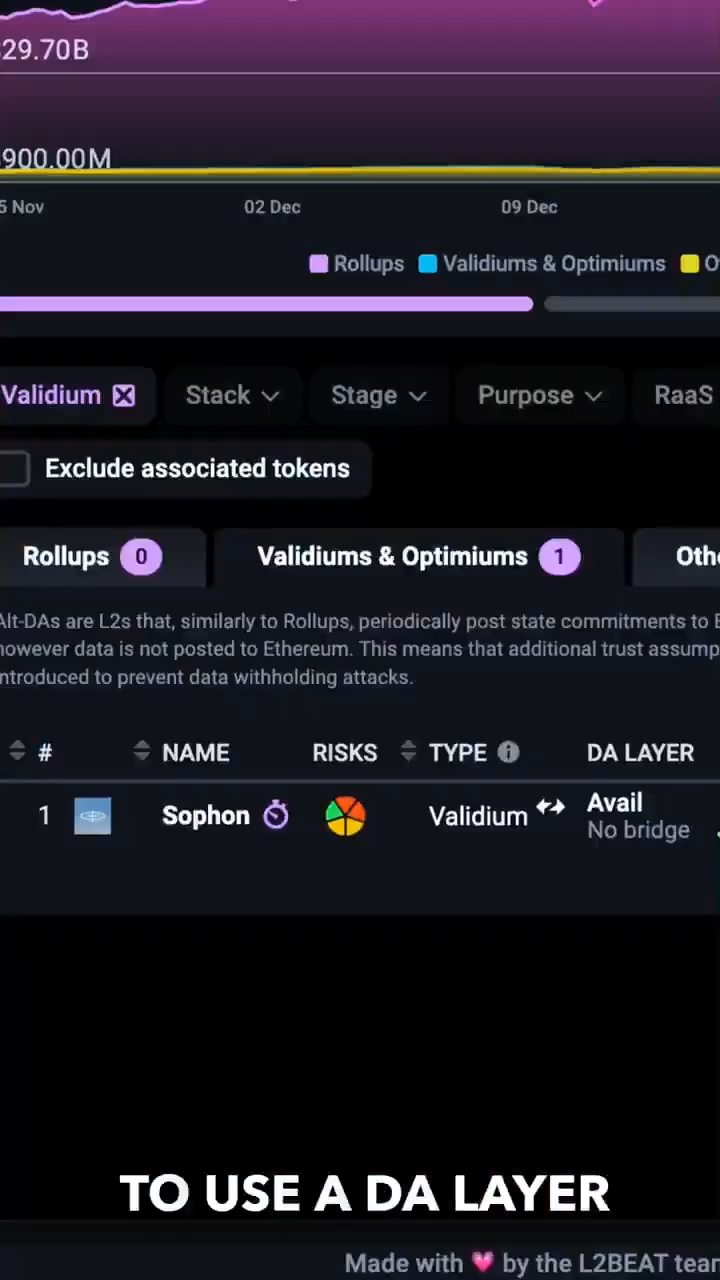 29.70B
900.00M
Nov
02 Dec
09 Dec
Rollups
Validiums & Optimiums
Validium
Stack
Stage
Purpose
RaaS
Exclude associated tokens
Rollups 0
Validiums & Optimiums 1
Alt-DAs are L2s that, similarly to Rollups, periodically post state commitments to
however data is not posted to Ethereum. This means that additional trust
introduced to prevent data withholding attacks.
#
NAME
RISKS
TYPE
DA LAYER
1
Sophon
Validium
Avail
No bridge
TO USE A DA LAYER
Made with 💗 by the L2BEAT